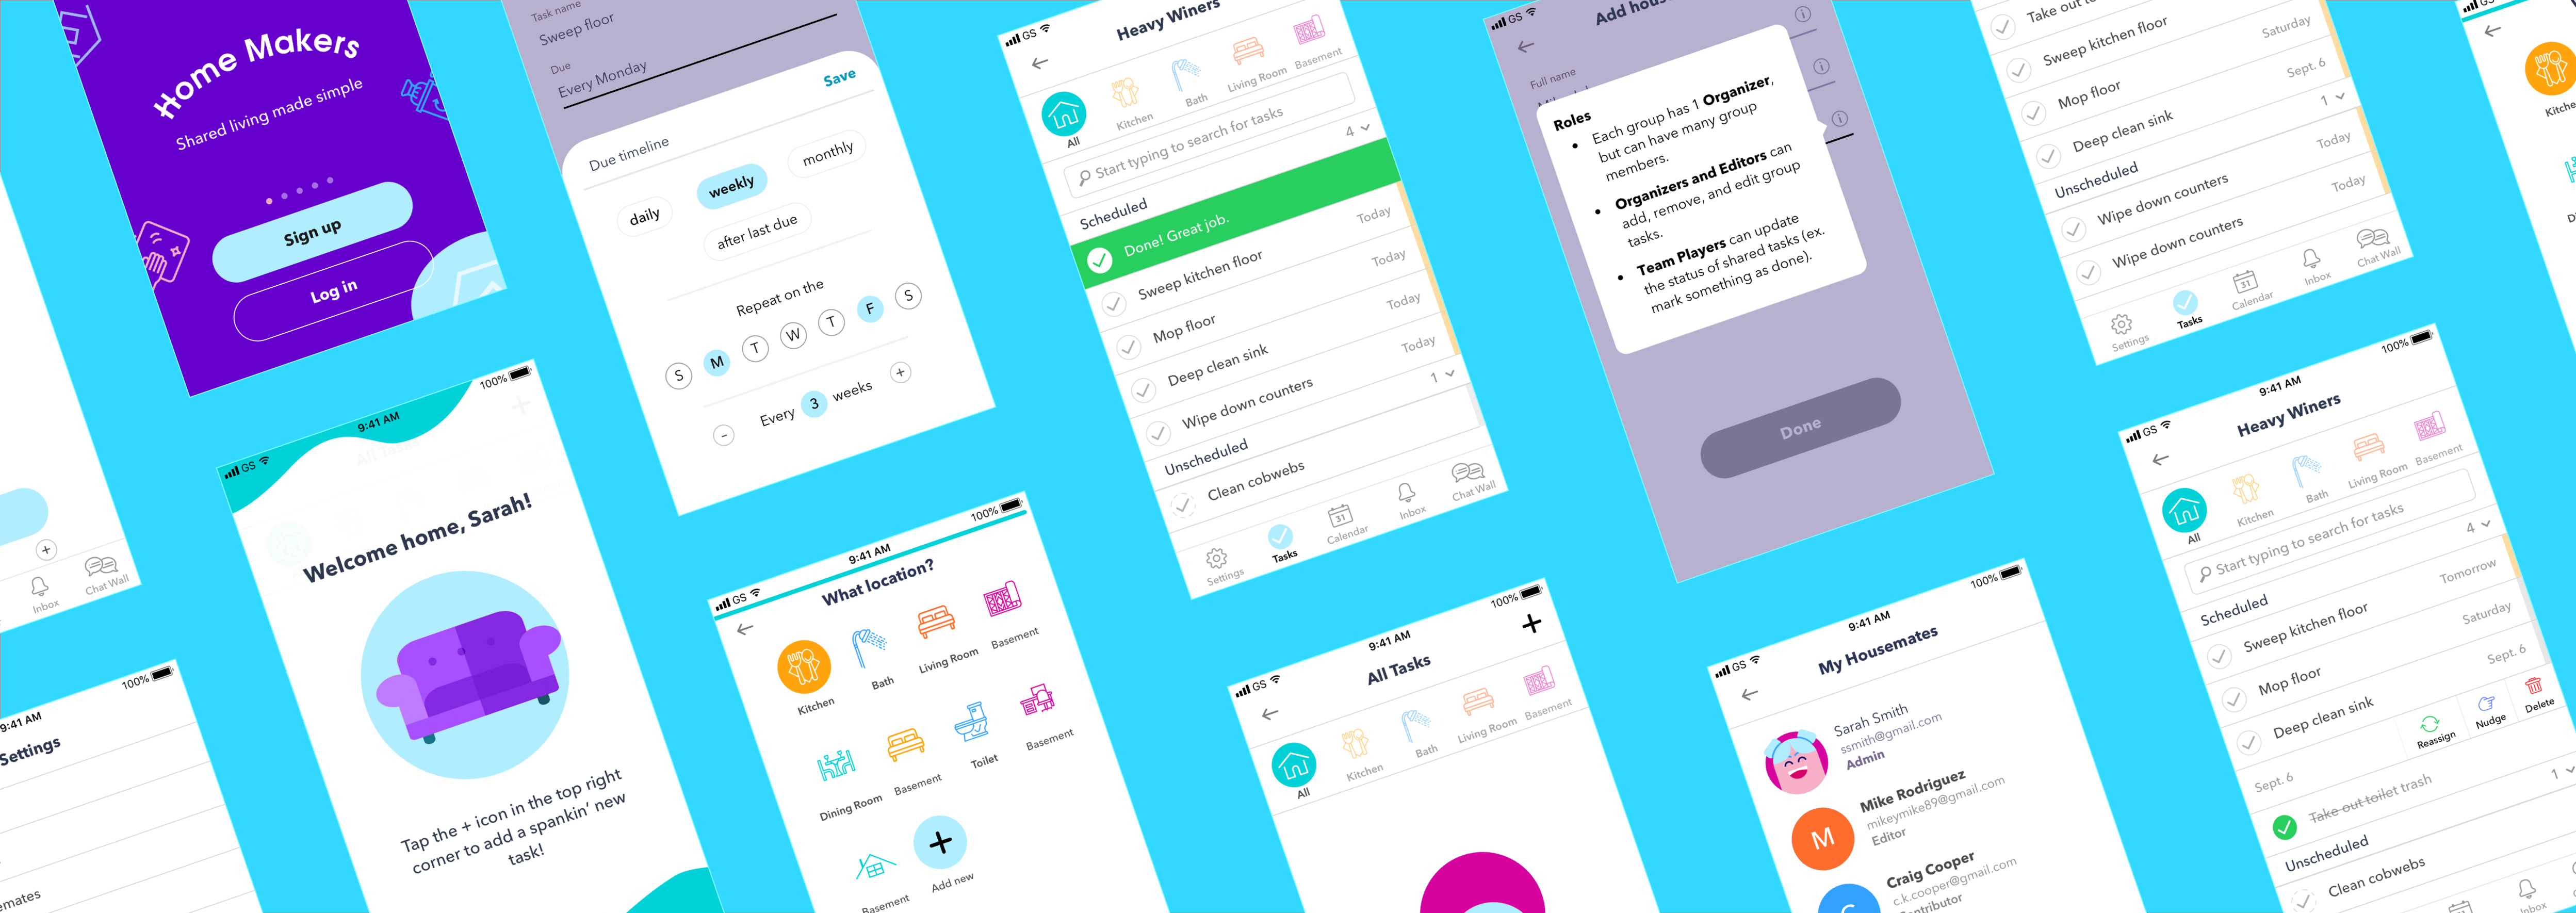 Home Makers
Shared living made simple
Sign up
Log in
Inbox
Chat Wall
9:41 AM
100%
Settings
GS
9:41 AM
100%
Welcome home, Sarah!
Tap the + icon in the top right
corner to add a spankin’ new
task!
Task name
Sweep floor
Due
Every Monday
Save
Due timeline
daily
weekly
monthly
after last due
Repeat on the
S M T W T F S
- Every 3 weeks +
GS
9:41 AM
100%
What location?
Kitchen
Bath
Living Room
Basement
Dining Room
Basement
Toilet
Basement
Basement
Add new
GS
Heavy Winers
All
Kitchen
Bath
Living Room
Basement
Start typing to search for tasks
Scheduled
4
Done! Great job.
Sweep kitchen floor
Today
Mop floor
Today
Deep clean sink
Today
Wipe down counters
Today
Unscheduled
1
Clean cobwebs
Settings
Tasks
31
Calendar
Inbox
Chat Wall
GS
9:41 AM
100%
All Tasks
All
Kitchen
Bath
Living Room
Basement
GS
Full name
Roles
• Each group has 1 Organizer,
but can have many group
members.
• Organizers and Editors can
add, remove, and edit group
tasks.
• Team Players can update
the status of shared tasks (ex.
mark something as done).
Done
GS
9:41 AM
100%
My Housemates
Sarah Smith
ssmith@gmail.com
Admin
M
Mike Rodriguez
mikeymike89@gmail.com
Editor
Craig Cooper
c.k.cooper@gmail.com
Take out
Sweep kitchen floor
Saturday
Mop floor
Sept. 6
Deep clean sink
Unscheduled
1
Wipe down counters
Today
Wipe down counters
Today
Settings
Tasks
31
Calendar
Inbox
Chat Wall
GS
9:41 AM
100%
Heavy Winers
All
Kitchen
Bath
Living Room
Basement
Start typing to search for tasks
Scheduled
4
Sweep kitchen floor
Tomorrow
Mop floor
Saturday
Deep clean sink
Sept. 6
Sept. 6
Reassign
Nudge
Delete
Take out toilet trash
Unscheduled
1
Clean cobwebs
Inbox